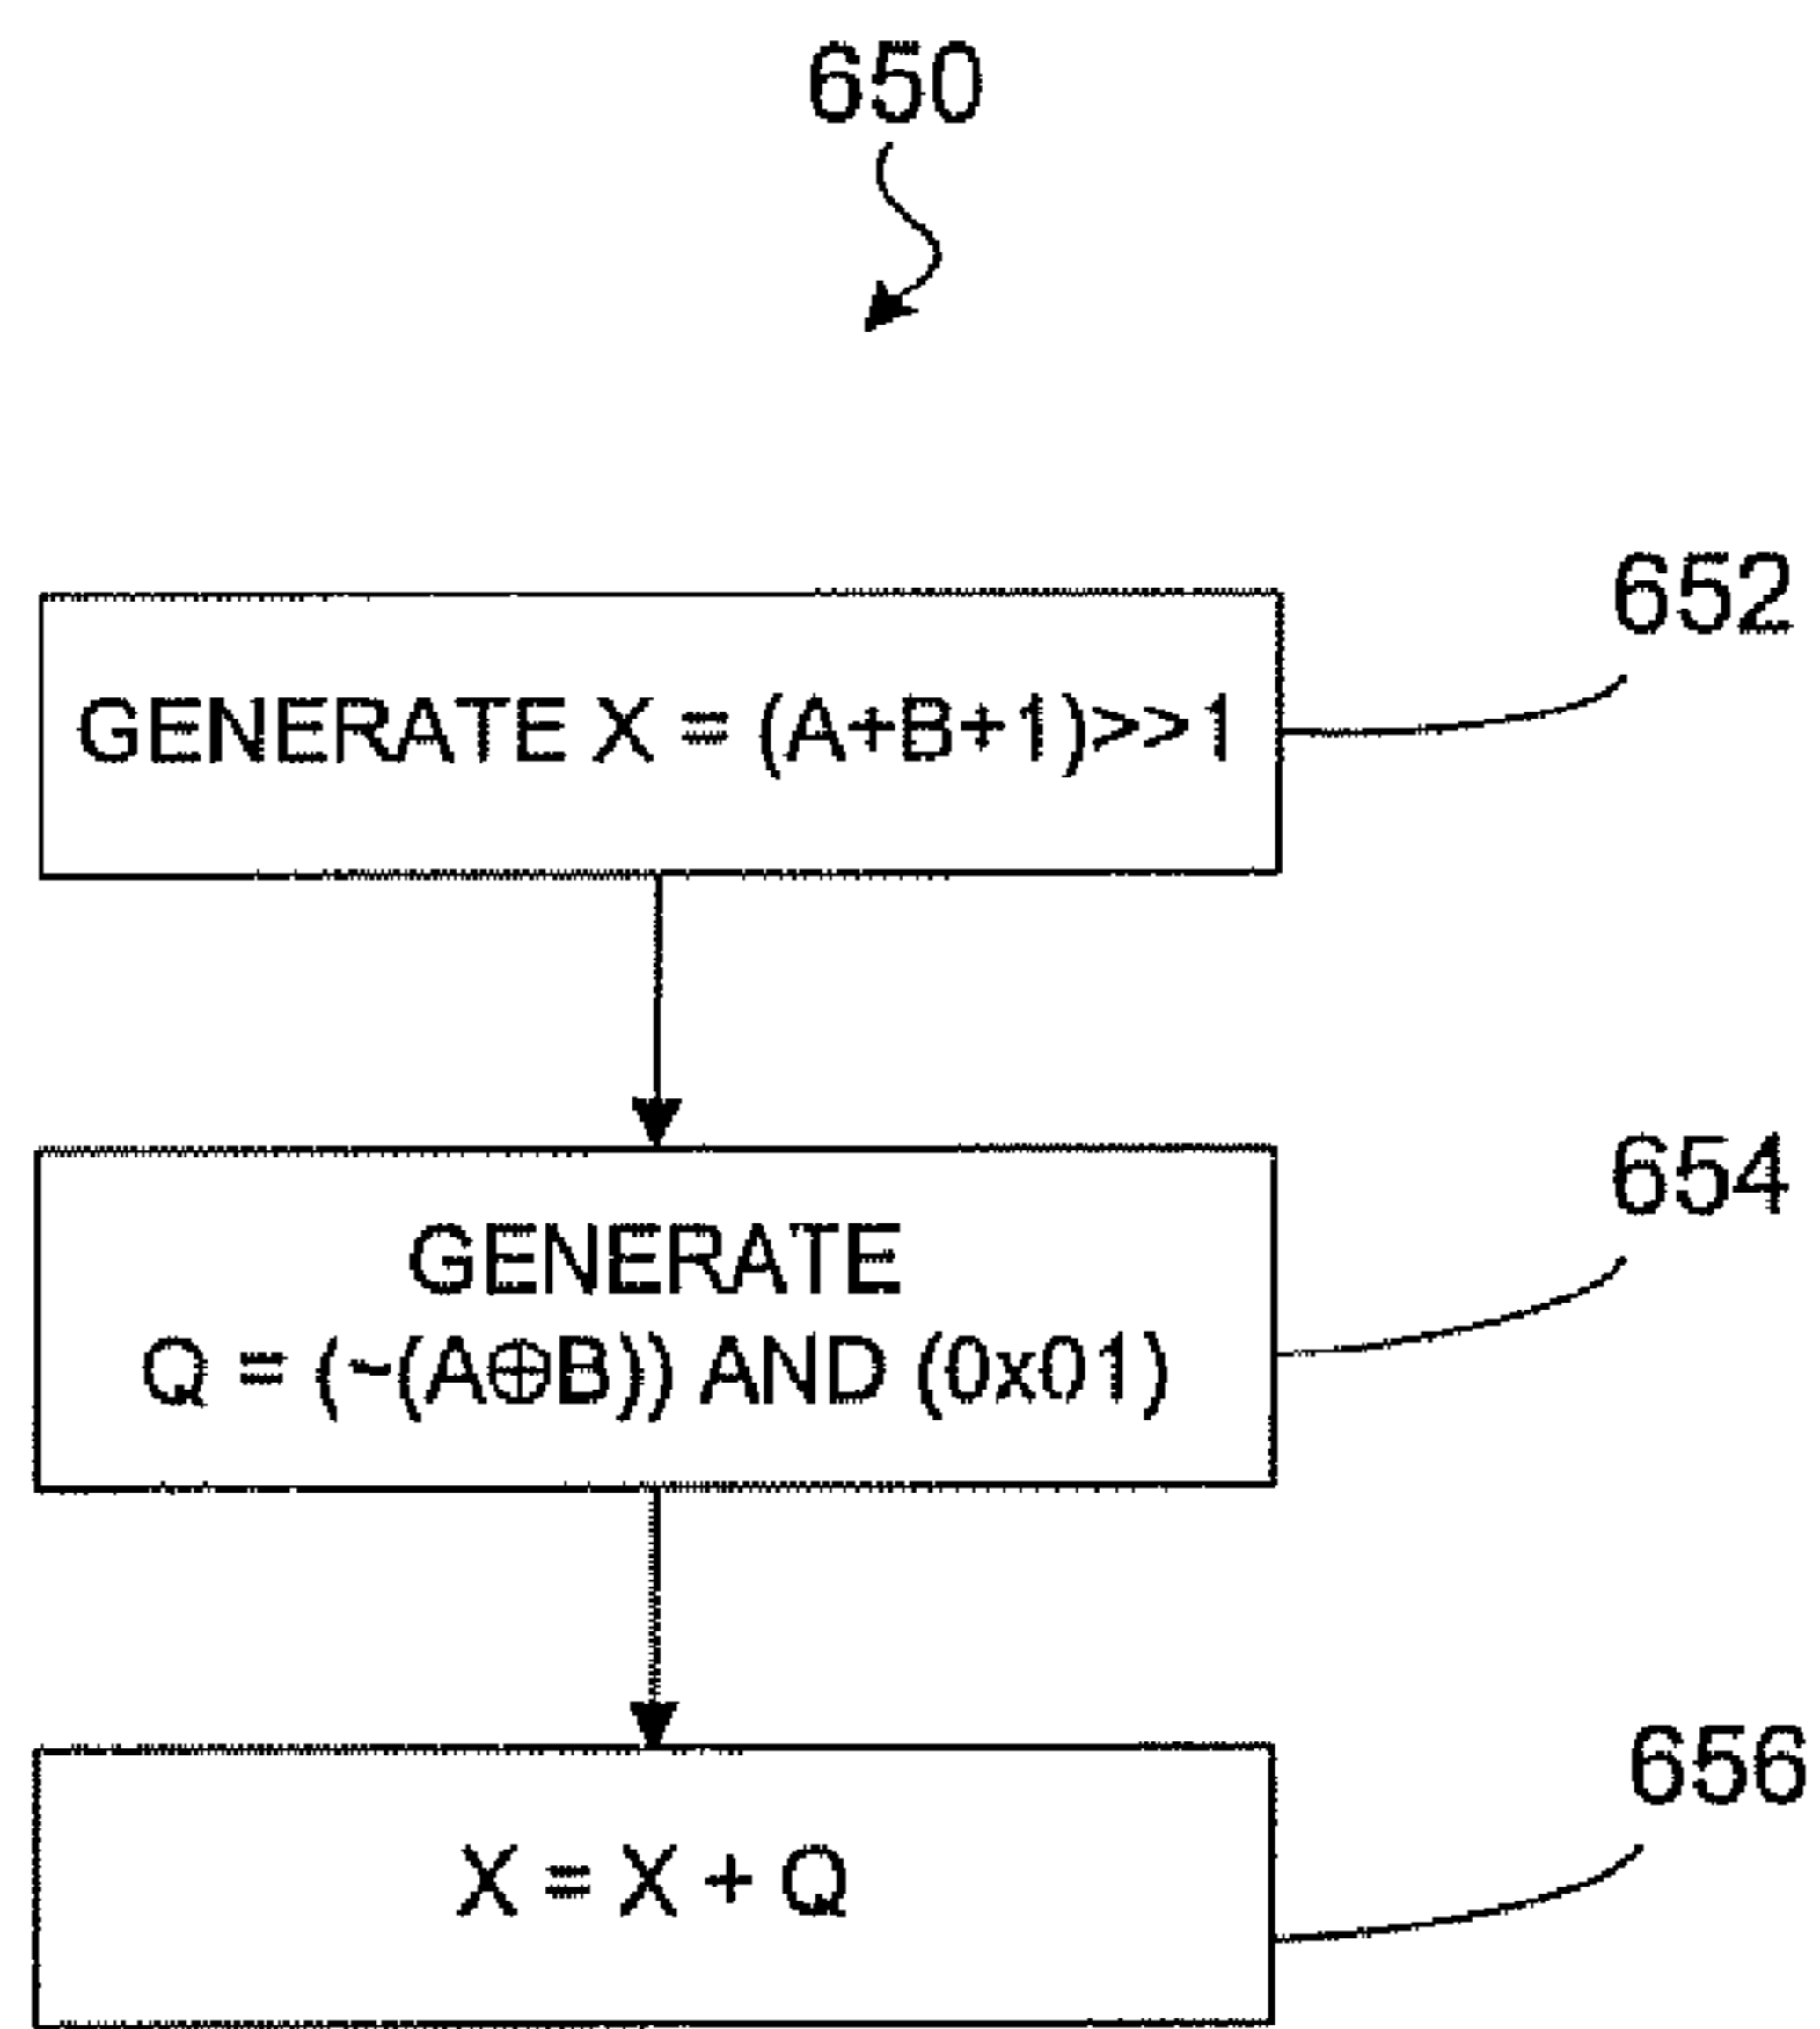 650
GENERATE X = (A+B+1)>>1
652
GENERATE
Q = (~(A⊕B)) AND (0x01)
654
X = X + Q
656